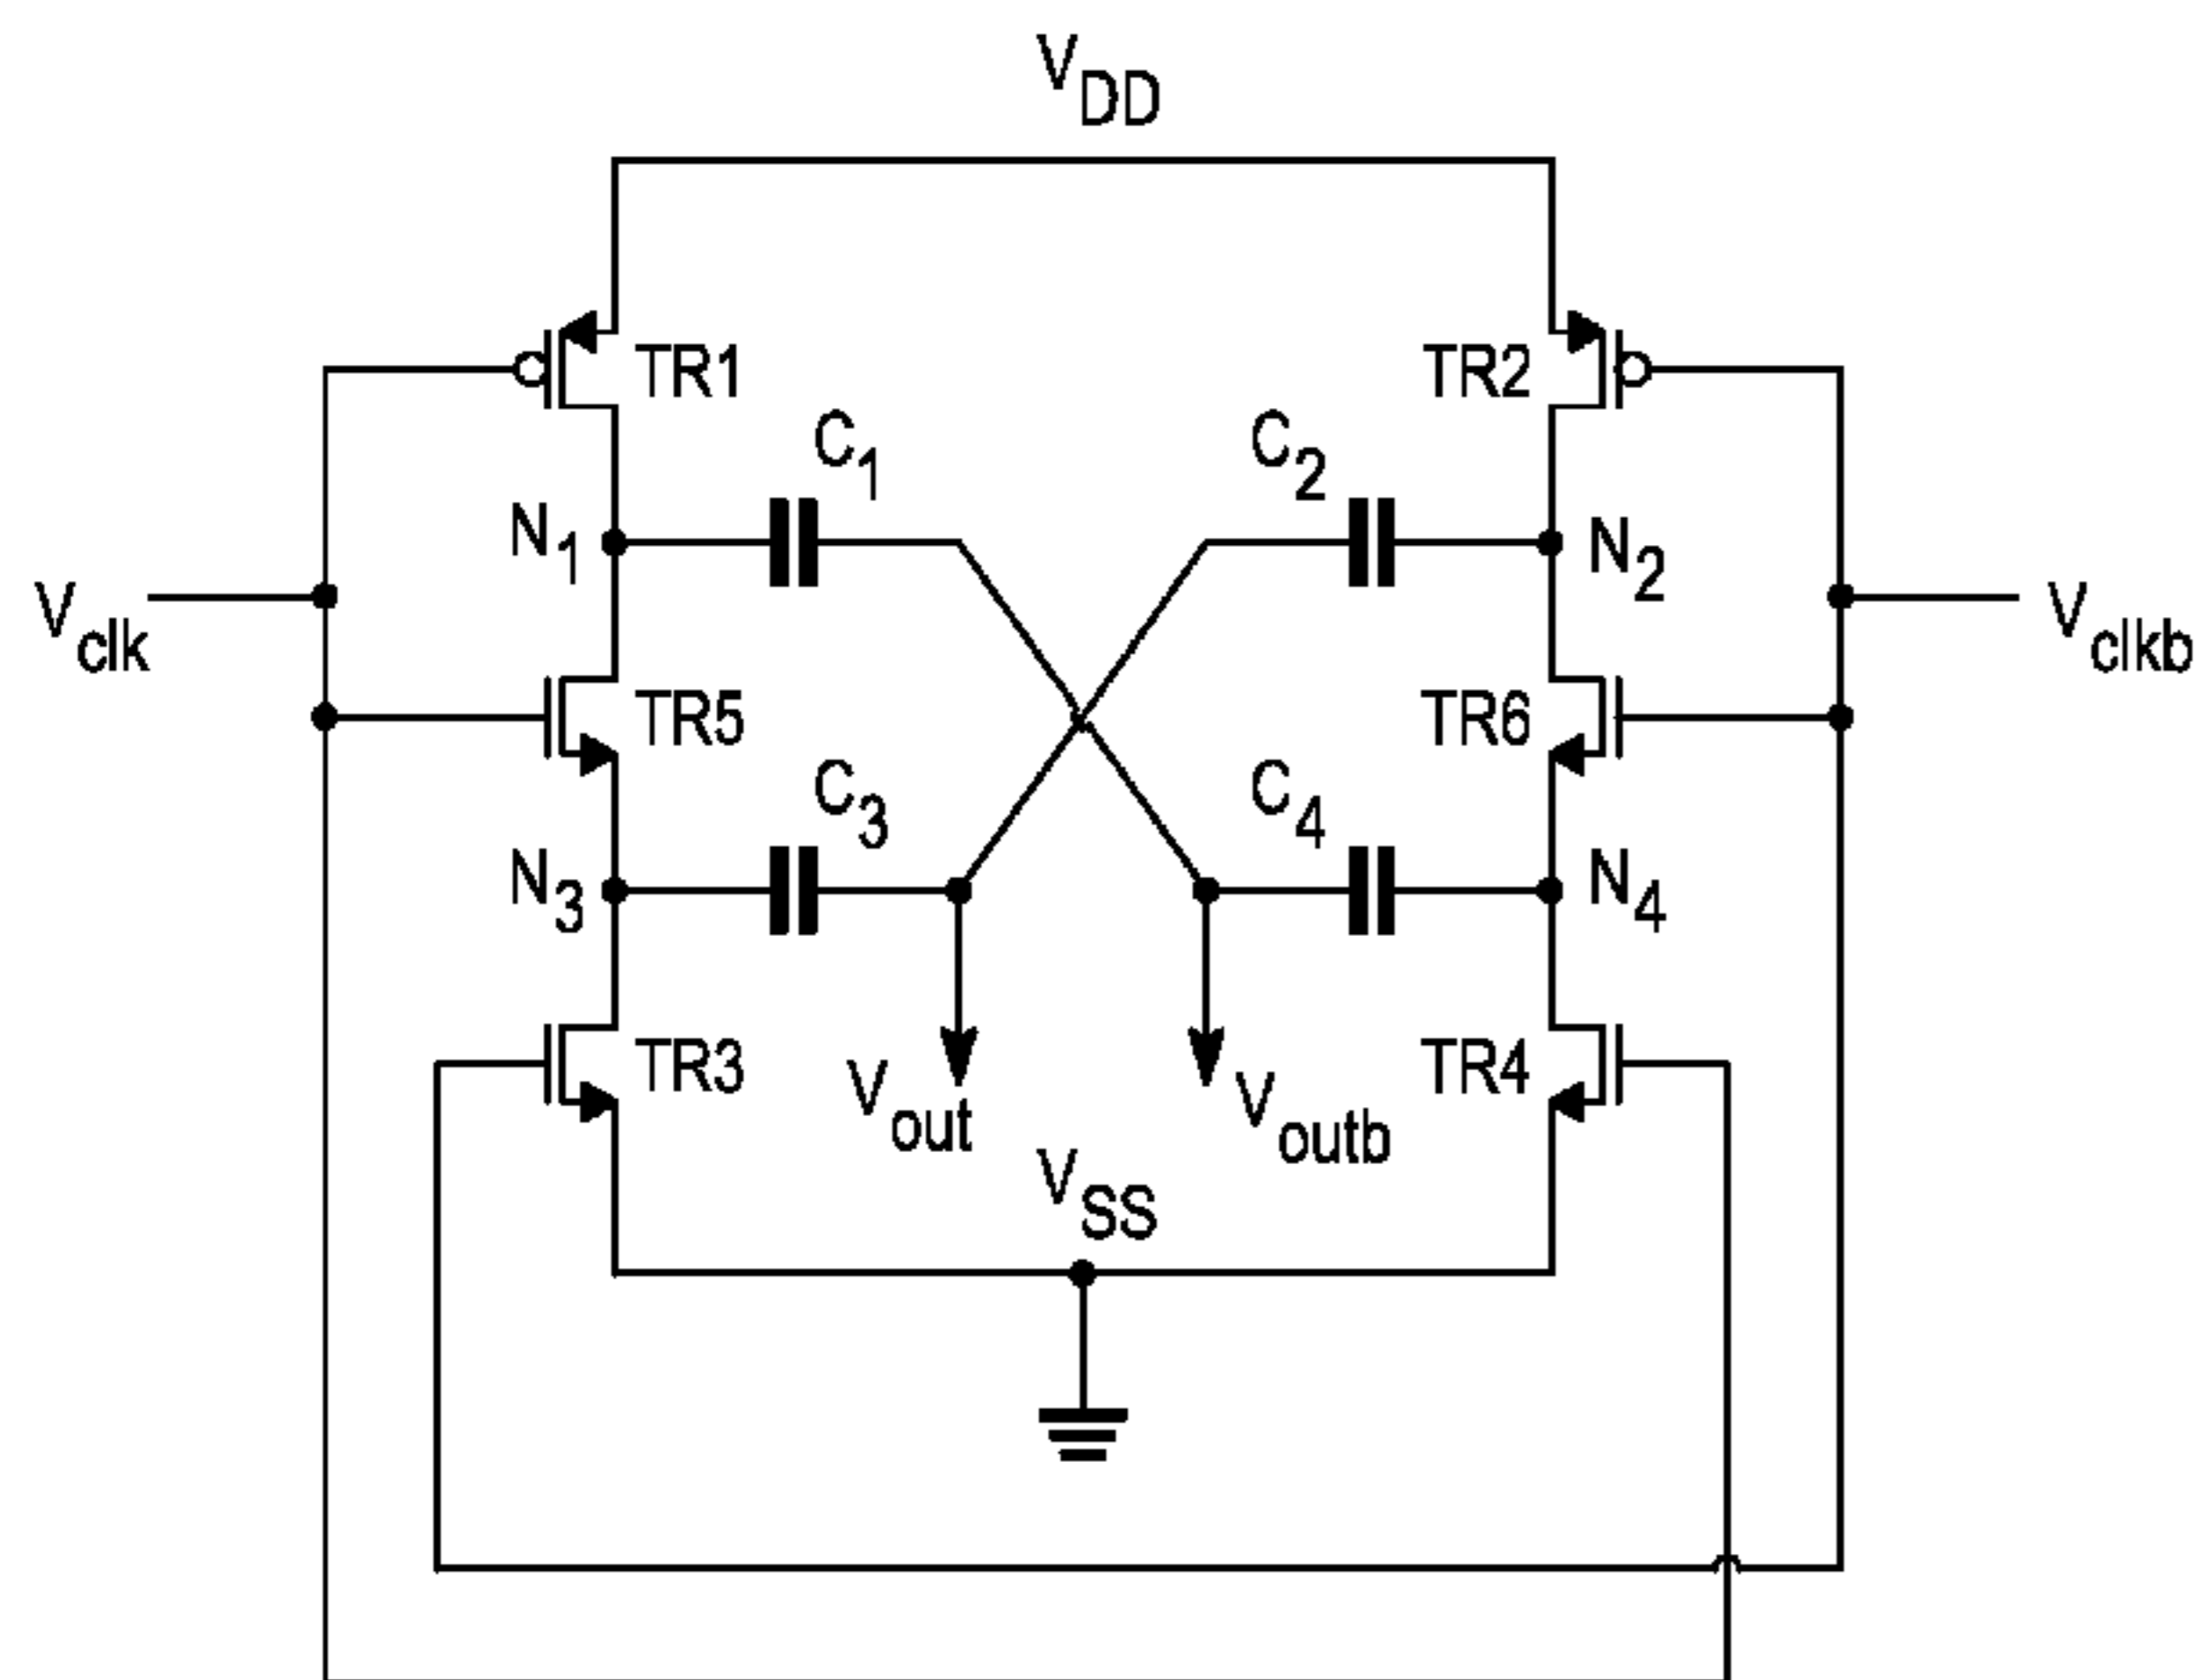 VDD
TR1
TR2
C1
C2
N1
N2
Vclk
Vclkb
TR5
TR6
C3
C4
N3
N4
TR3
TR4
Vout
Voutb
VSS